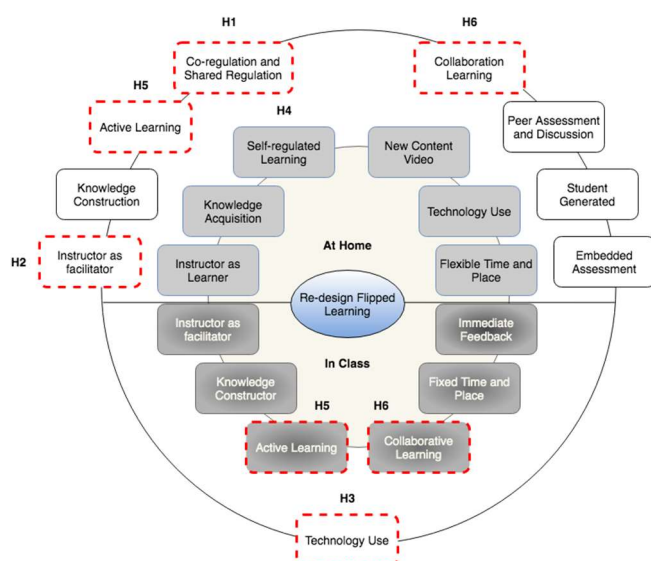 H1
H6
Co-regulation and
Shared Regulation
Collaboration
Learning
H5
H4
Active Learning
Peer Assessment
and Discussion
Self-regulated
Learning
New Content
Video
Knowledge
Construction
Knowledge
Acquisition
Technology Use
Student
Generated
H2
Instructor as
facilitator
At Home
Instructor as
Learner
Flexible Time and
Place
Embedded
Assessment
Re-design Flipped
Learning
Instructor as
facilitator
Immediate
Feedback
In Class
Knowledge
Constructor
Fixed Time and
Place
H5
H6
Active Learning
Collaborative
Learning
H3
Technology Use